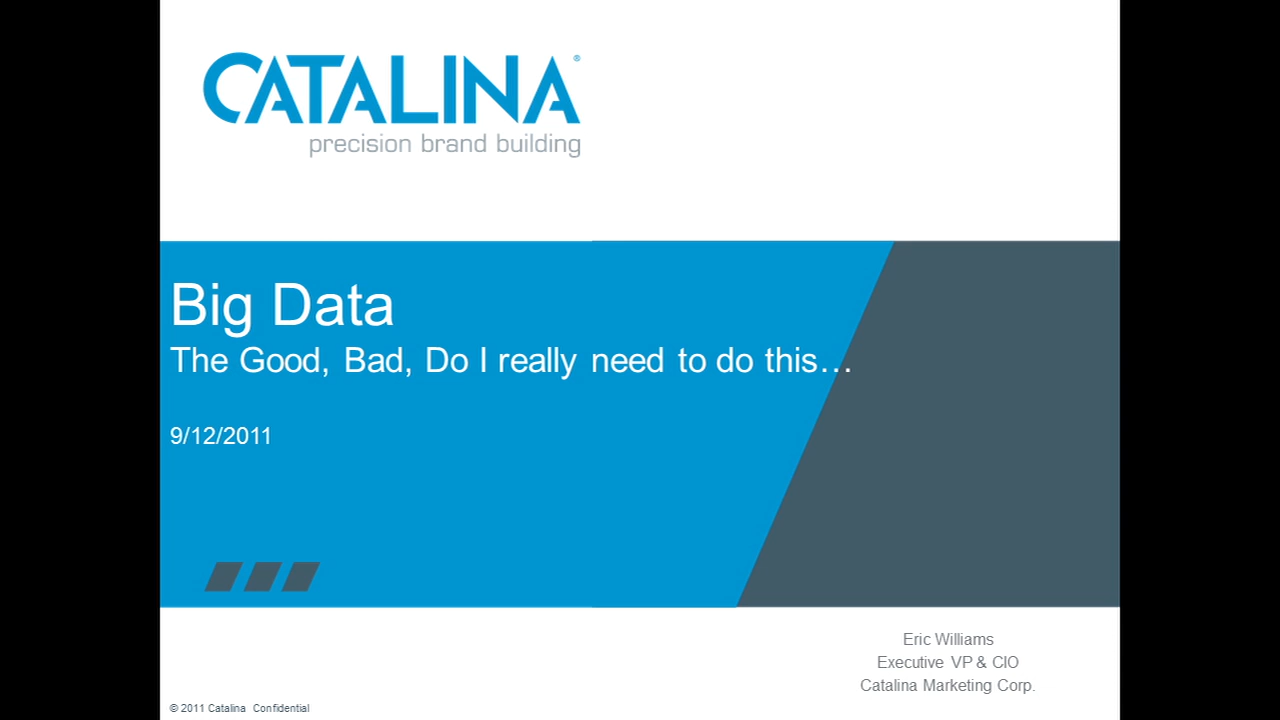 CATALINA®
precision brand building
Big Data
The Good, Bad, Do I really need to do this…
9/12/2011
Eric Williams
Executive VP & CIO
Catalina Marketing Corp.
© 2011 Catalina Confidential